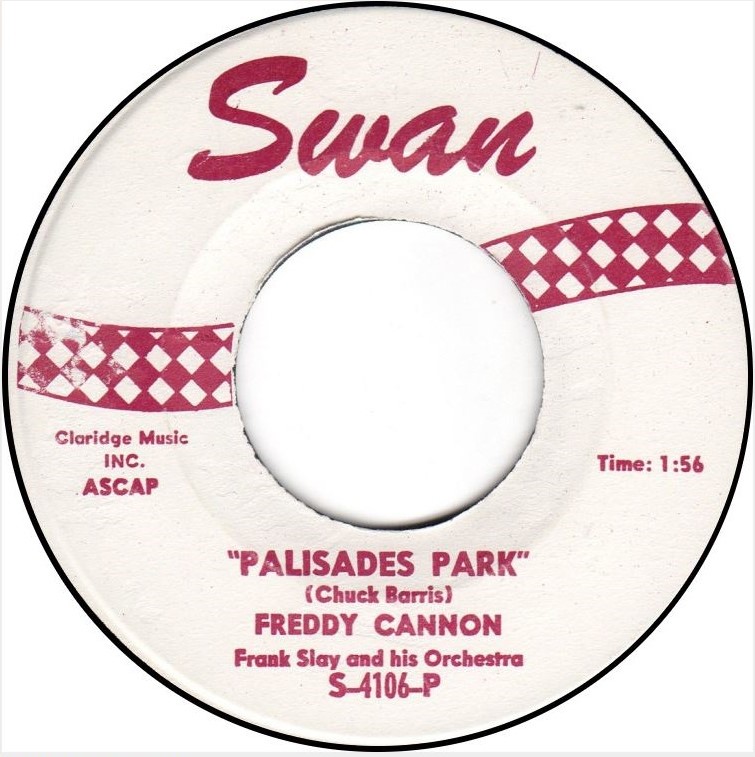 Swan
Claridge Music
INC.
ASCAP
Time: 1:56
"PALISADES PARK"
(Chuck Barris)
FREDDY CANNON
Frank Slay and his Orchestra
S-4106-P